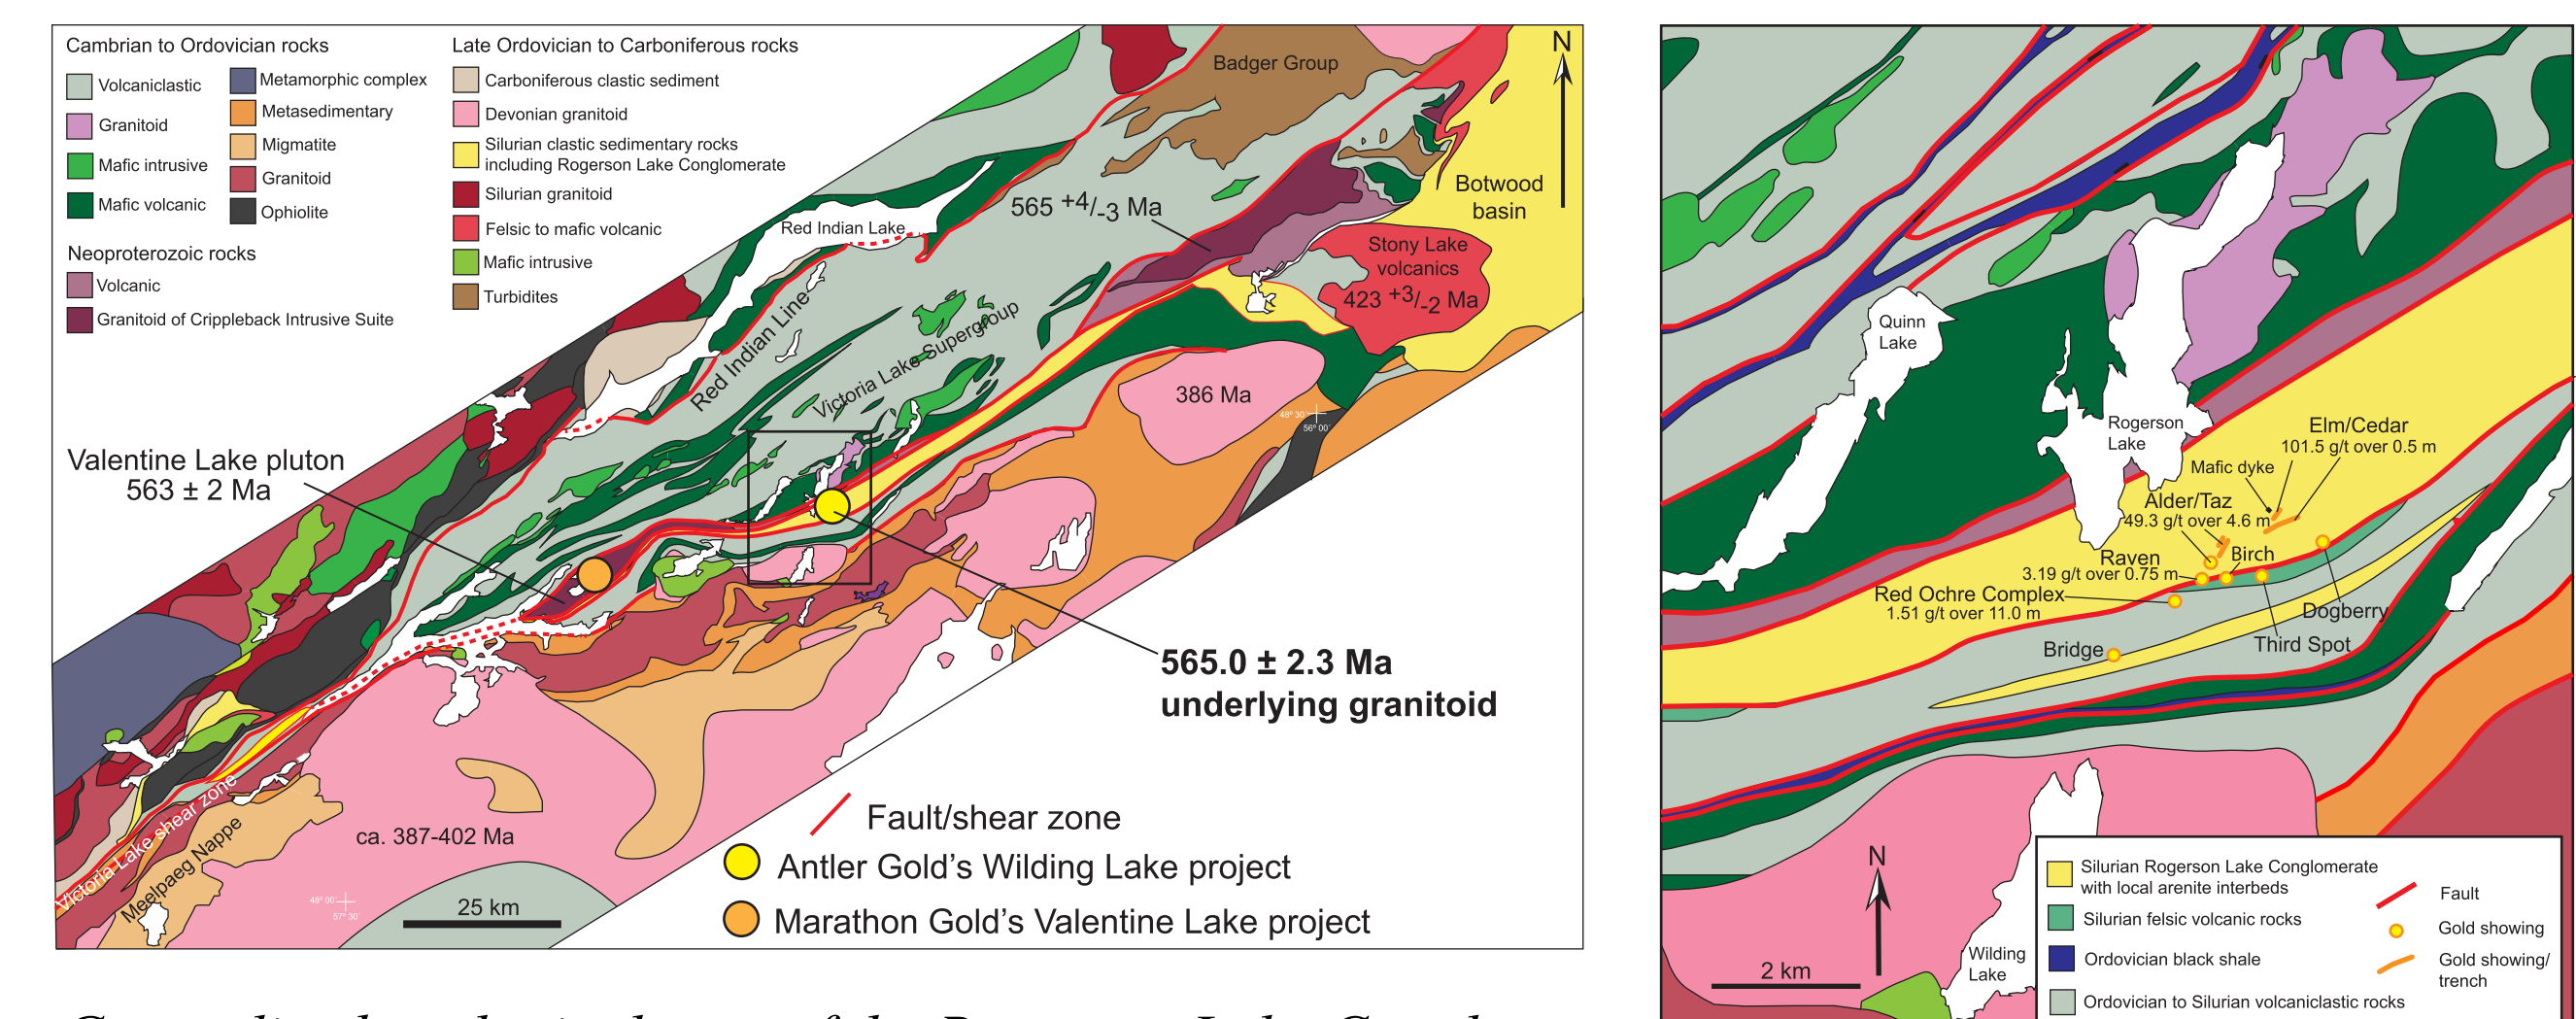 Cambrian to Ordovician rocks
Volcaniclastic
Granitoid
Mafic intrusive
Mafic volcanic
Metamorphic complex
Metasedimentary
Migmatite
Granitoid
Ophiolite
Neoproterozoic rocks
Volcanic
Granitoid of Crippleback Intrusive Suite
Late Ordovician to Carboniferous rocks
Carboniferous clastic sediment
Devonian granitoid
Silurian clastic sedimentary rocks
including Rogerson Lake Conglomerate
Silurian granitoid
Felsic to mafic volcanic
Mafic intrusive
Turbidites
Badger Group
N
Botwood
basin
565 +4/-3 Ma
Red Indian Lake
Stony Lake
volcanics
423 +3/-2 Ma
Red Indian Line
Victoria Lake Supergroup
386 Ma
48° 30'
56° 00'
Valentine Lake pluton
563 ± 2 Ma
565.0 ± 2.3 Ma
underlying granitoid
Victoria Lake shear zone
Meelpaeg Nappe
ca. 387-402 Ma
48° 00'
57° 30'
25 km
Fault/shear zone
Antler Gold's Wilding Lake project
Marathon Gold's Valentine Lake project
Quinn
Lake
Rogerson
Lake
Elm/Cedar
101.5 g/t over 0.5 m
Mafic dyke
Alder/Taz
49.3 g/t over 4.6 m
Raven
3.19 g/t over 0.75 m
Birch
Red Ochre Complex
1.51 g/t over 11.0 m
Dogberry
Third Spot
Bridge
N
2 km
Wilding
Lake
Silurian Rogerson Lake Conglomerate
with local arenite interbeds
Silurian felsic volcanic rocks
Ordovician black shale
Ordovician to Silurian volcaniclastic rocks
Fault
Gold showing
Gold showing/
trench